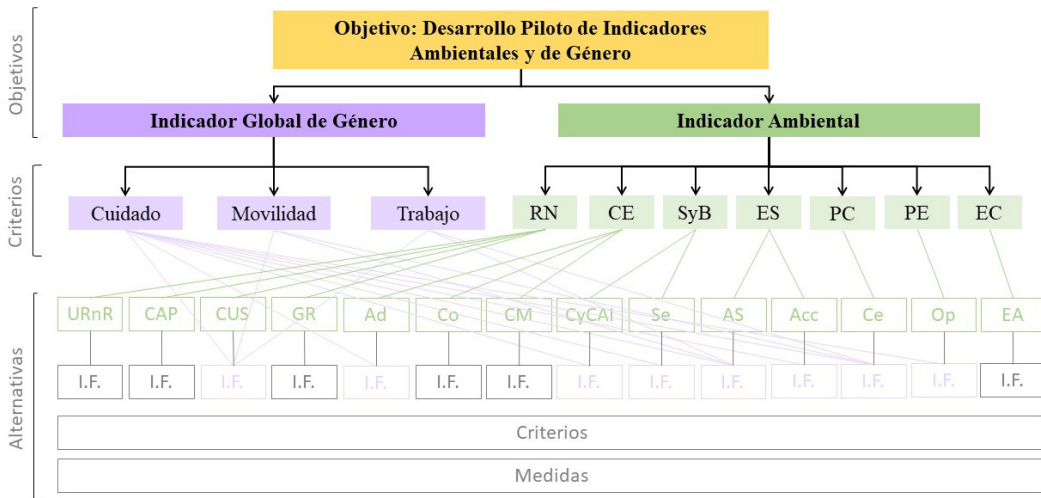 Objetivo: Desarrollo Piloto de Indicadores
Ambientales y de Género
Objetivos
Indicador Global de Género
Indicador Ambiental
Criterios
Cuidado
Movilidad
Trabajo
RN
CE
SyB
ES
PC
PE
EC
Alternativas
URnR
CAP
CUS
GR
Ad
Co
CM
CyCAI
Se
AS
Acc
Ce
Op
EA
I.F.
I.F.
I.F.
I.F.
I.F.
I.F.
I.F.
I.F.
I.F.
I.F.
I.F.
I.F.
I.F.
I.F.
Criterios
Medidas